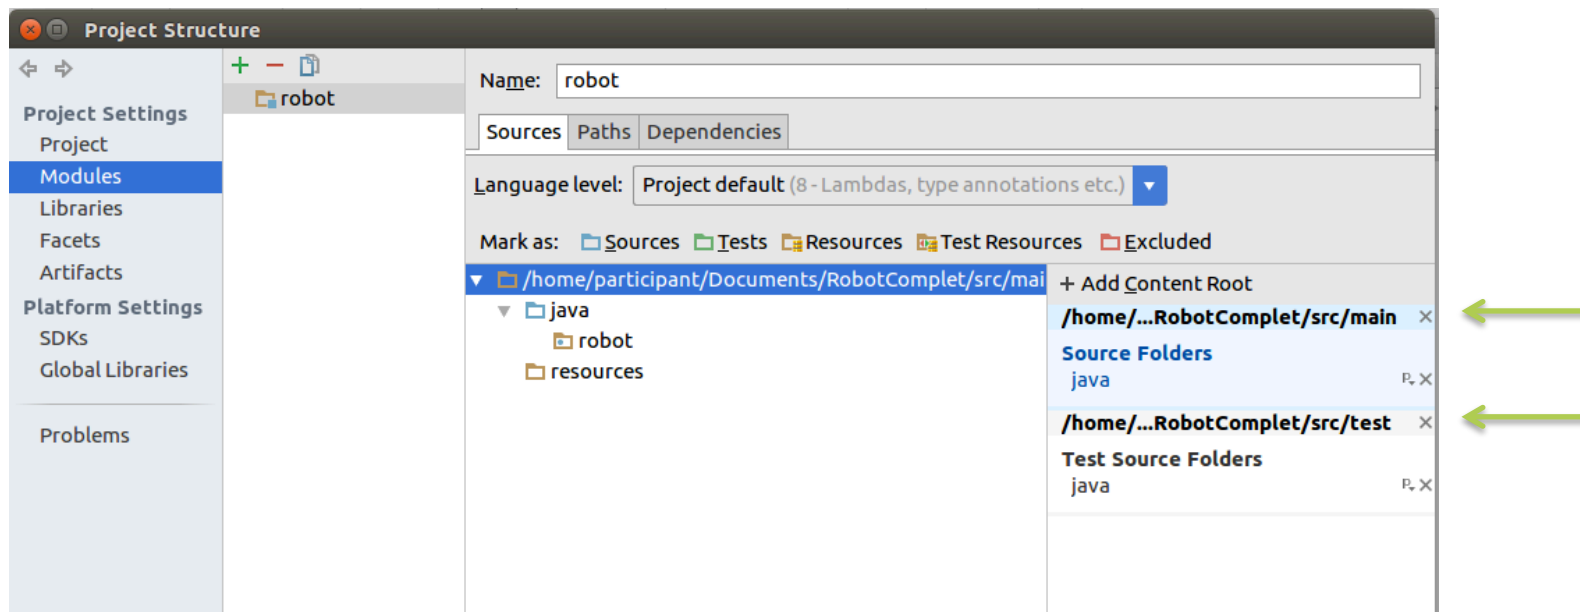 Project Structure
Project Settings
Project
Modules
Libraries
Facets
Artifacts
Platform Settings
SDKs
Global Libraries
Problems
robot
Name: robot
Sources Paths Dependencies
Language level: Project default (8 - Lambdas, type annotations etc.)
Mark as: Sources Tests Resources Test Resources Excluded
/home/participant/Documents/RobotComplet/src/mai
java
robot
resources
+ Add Content Root
/home/...RobotComplet/src/main
Source Folders
java
/home/...RobotComplet/src/test
Test Source Folders
java